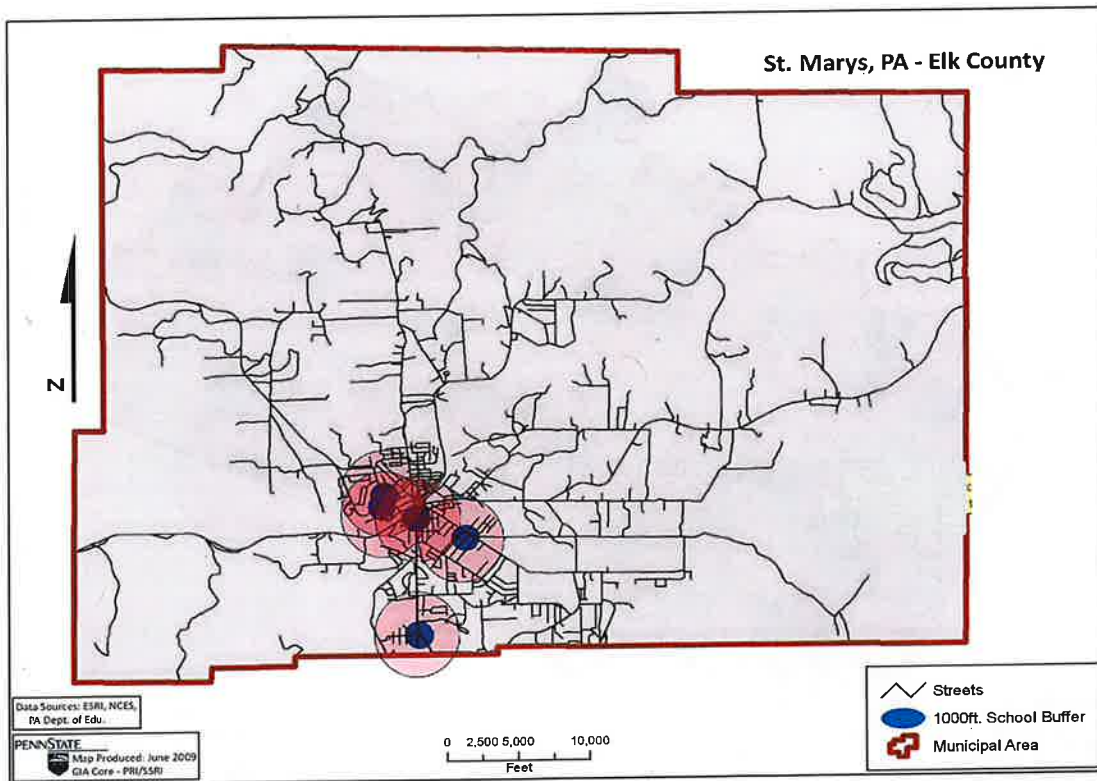 St. Marys, PA - Elk County
N
Data Sources: ESRI, NCES,
PA Dept. of Edu.
PENNSTATE
Map Produced: June 2009
GIA Core - PRI/SSRI
0 2,500 5,000 10,000
Feet
Streets
1000ft. School Buffer
Municipal Area